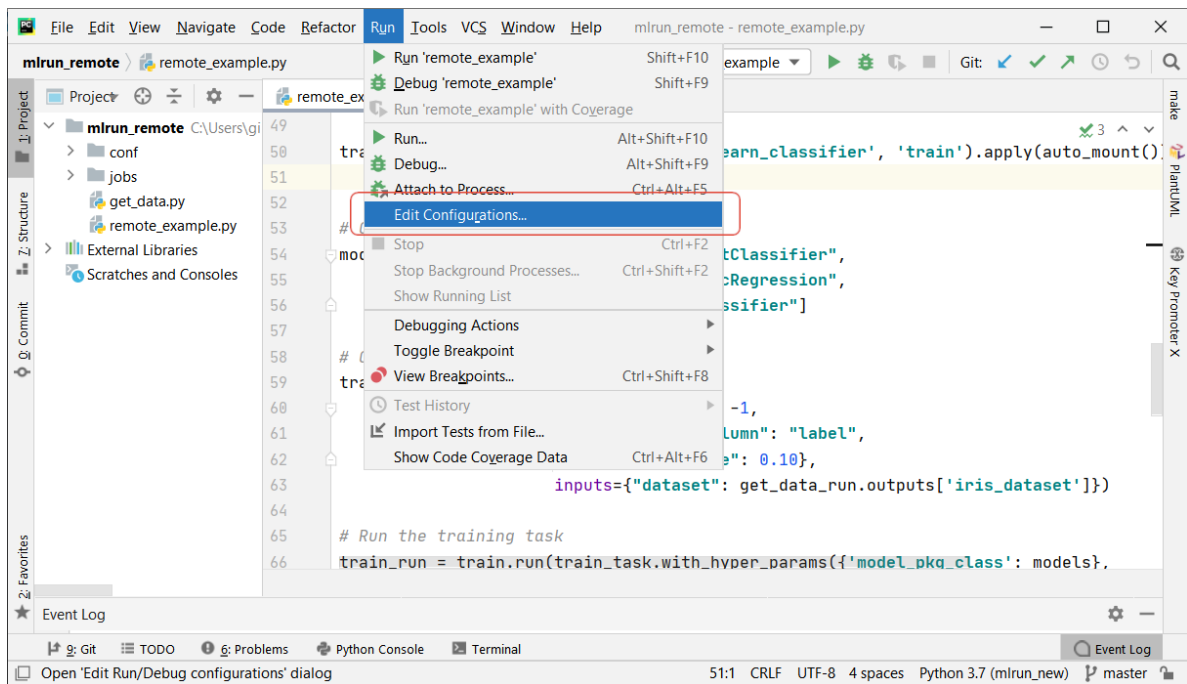 PC File Edit View Navigate Code Refactor Run Tools VCS Window Help mlrun_remote - remote_example.py
mlrun_remote remote_example.py example Git:
Project remote_ex
1: Project
Z: Structure
0: Commit
2: Favorites
mlrun_remote C:\Users\gi
conf
jobs
get_data.py
remote_example.py
External Libraries
Scratches and Consoles
Run 'remote_example' Shift+F10
Debug 'remote_example' Shift+F9
Run 'remote_example' with Coverage
Run... Alt+Shift+F10
Debug... Alt+Shift+F9
Attach to Process... Ctrl+Alt+F5
Edit Configurations...
Stop Ctrl+F2
Stop Background Processes... Ctrl+Shift+F2
Show Running List
Debugging Actions
Toggle Breakpoint
View Breakpoints... Ctrl+Shift+F8
Test History
Import Tests from File...
Show Code Coverage Data Ctrl+Alt+F6
3
49
50 tra earn_classifier', 'train').apply(auto_mount()
51
52
53 #
54 mod tClassifier",
55 cRegression",
56 ssifier"]
57
58 #
59 tra
60 -1,
61 lumn": "label",
62 e": 0.10},
63 inputs={"dataset": get_data_run.outputs['iris_dataset']})
64
65 # Run the training task
66 train_run = train.run(train_task.with_hyper_params({'model_pkg_class': models},
make
PlantUML
Key Promoter X
Event Log
9: Git TODO 6: Problems Python Console Terminal Event Log
Open 'Edit Run/Debug configurations' dialog 51:1 CRLF UTF-8 4 spaces Python 3.7 (mlrun_new) master